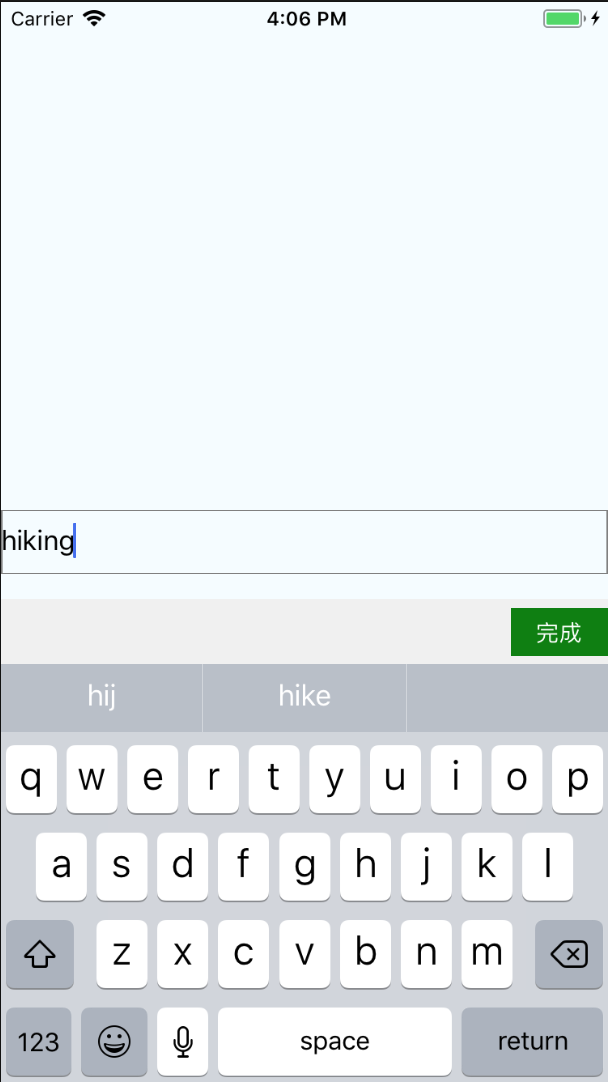 Carrier 4:06 PM
hiking
完成
hij hike
q w e r t y u i o p
a s d f g h j k l
z x c v b n m
123 space return